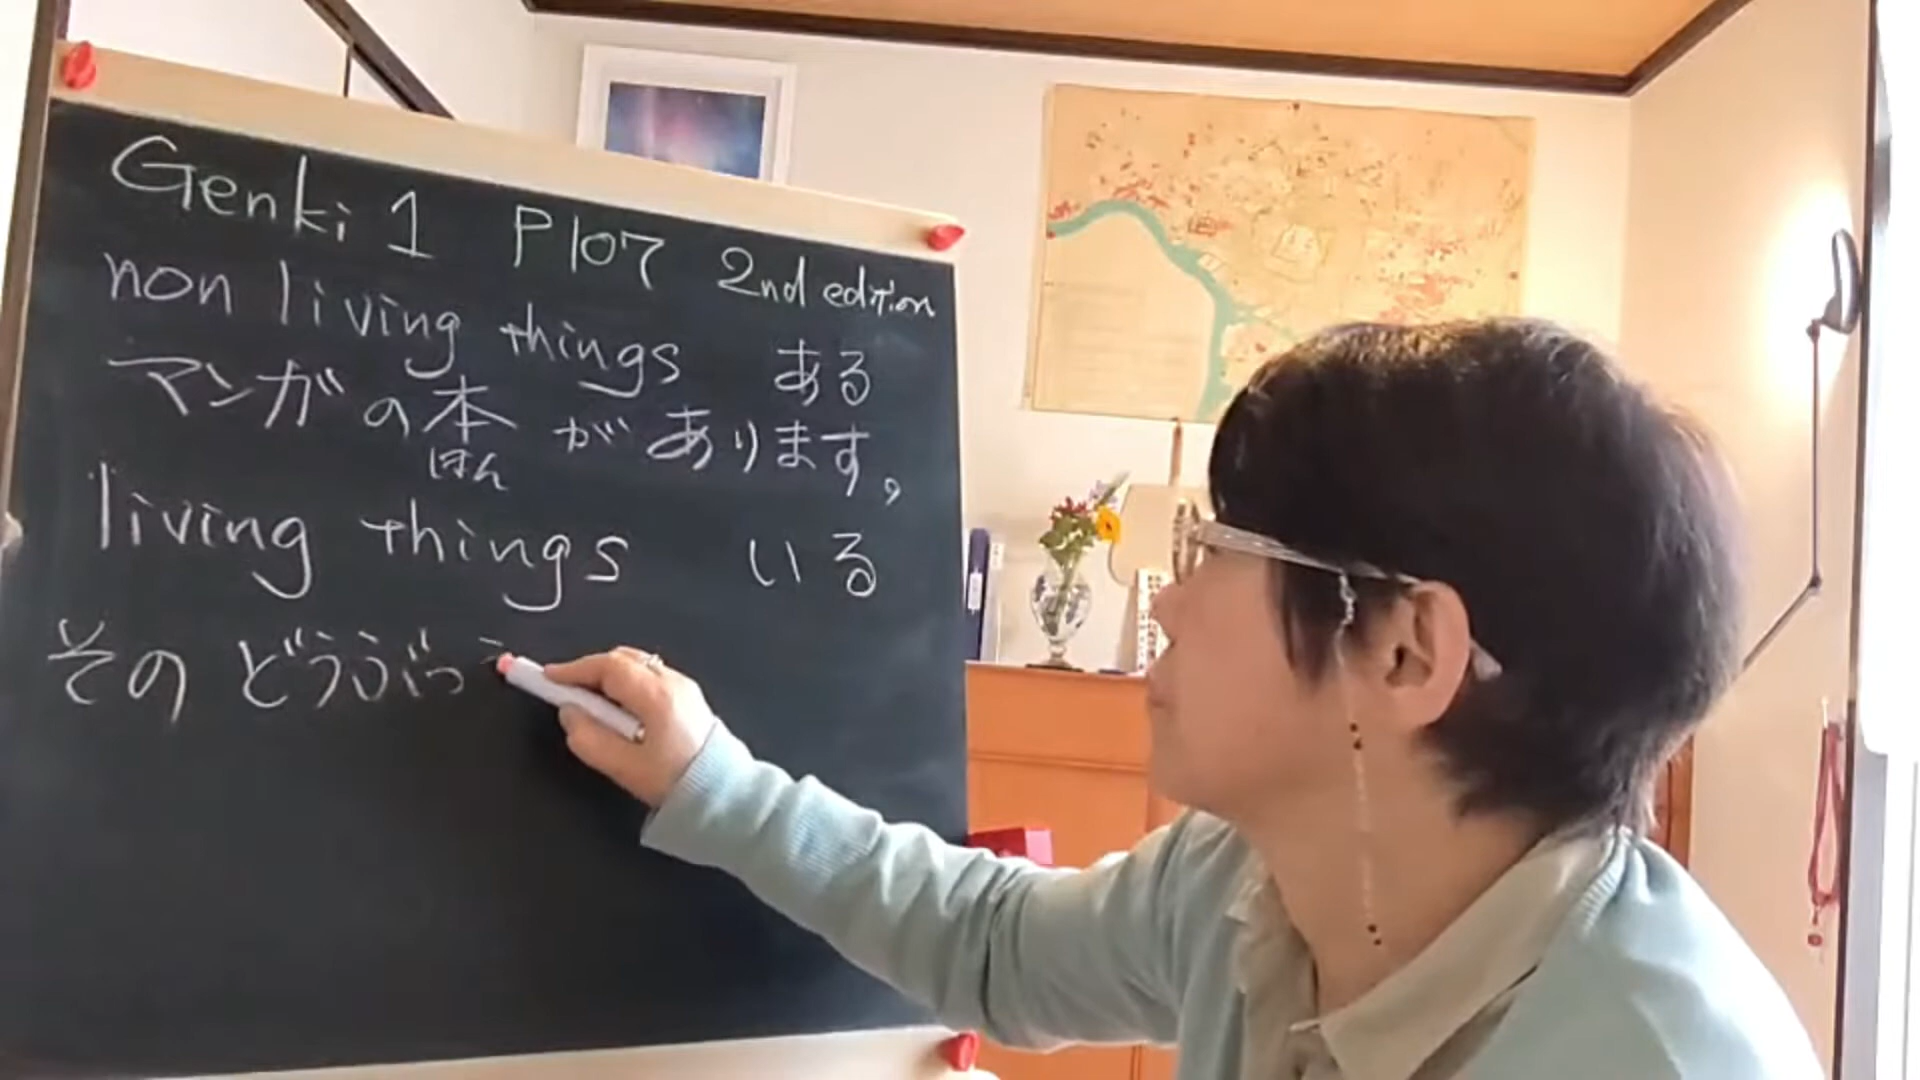 Genki 1 P107 2nd edition
non living things ある
マンガの本があります,
ほん
living things いる
そのどうぶつ